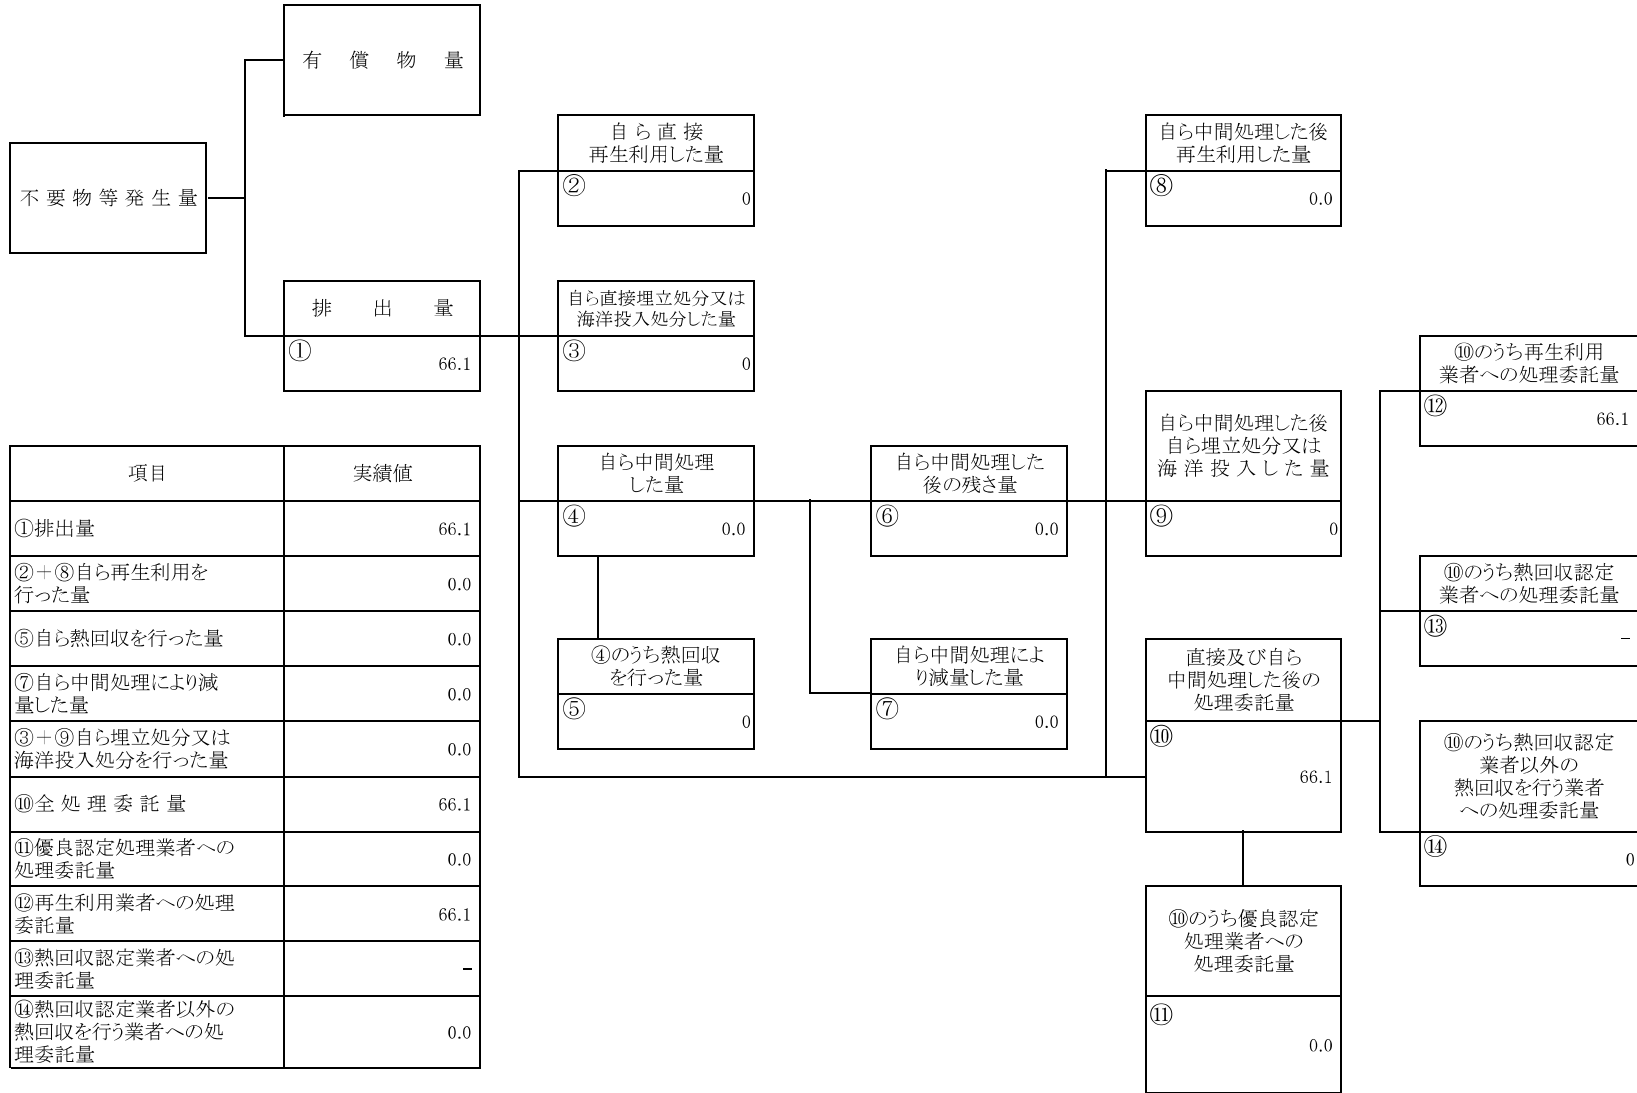 有償物量
不要物等発生量
排出量
①
66.1
自ら直接
再生利用した量
②
0
自ら直接埋立処分又は
海洋投入処分した量
③
0
自ら中間処理
した量
④
0.0
④のうち熱回収
を行った量
⑤
0
自ら中間処理した
後の残さ量
⑥
0.0
自ら中間処理によ
り減量した量
⑦
0.0
自ら中間処理した後
再生利用した量
⑧
0.0
自ら中間処理した後
自ら埋立処分又は
海洋投入した量
⑨
0
直接及び自ら
中間処理した後の
処理委託量
⑩
66.1
⑩のうち優良認定
処理業者への
処理委託量
⑪
0.0
⑩のうち再生利用
業者への処理委託量
⑫
66.1
⑩のうち熱回収認定
業者への処理委託量
⑬
－
⑩のうち熱回収認定
業者以外の
熱回収を行う業者
への処理委託量
⑭
0
項目 実績値
①排出量 66.1
②＋⑧自ら再生利用を
行った量 0.0
⑤自ら熱回収を行った量 0.0
⑦自ら中間処理により減
量した量 0.0
③＋⑨自ら埋立処分又は
海洋投入処分を行った量 0.0
⑩全処理委託量 66.1
⑪優良認定処理業者への
処理委託量 0.0
⑫再生利用業者への処理
委託量 66.1
⑬熱回収認定業者への処
理委託量 －
⑭熱回収認定業者以外の
熱回収を行う業者への処
理委託量 0.0